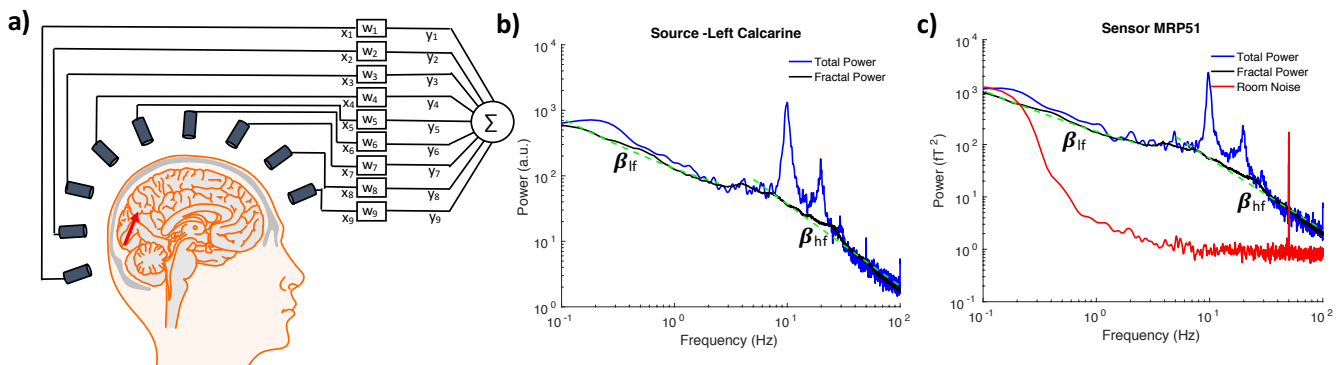 a)
x1 w1 y1
x2 w2 y2
x3 w3 y3
x4 w4 y4
x5 w5 y5
x6 w6 y6
x7 w7 y7
x8 w8 y8
x9 w9 y9
Σ
b)
Source -Left Calcarine
Total Power
Fractal Power
Power (a.u.)
10^4
10^3
10^2
10^1
10^0
βlf
βhf
10^-1 10^0 10^1 10^2
Frequency (Hz)
c)
Sensor MRP51
Total Power
Fractal Power
Room Noise
Power (fT^2)
10^4
10^3
10^2
10^1
10^0
10^-1
βlf
βhf
10^-1 10^0 10^1 10^2
Frequency (Hz)